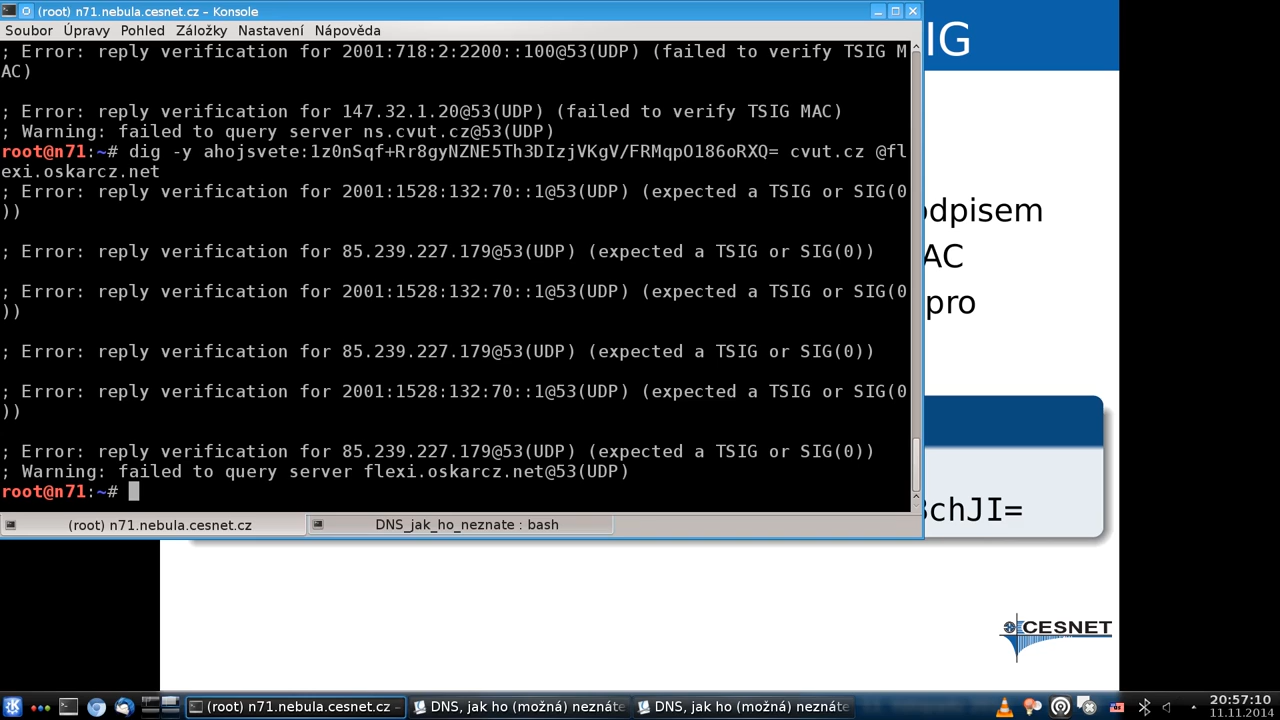 (root) n71.nebula.cesnet.cz – Konsole
Soubor Úpravy Pohled Záložky Nastavení Nápověda
; Error: reply verification for 2001:718:2:2200::100@53(UDP) (failed to verify TSIG M
AC)
; Error: reply verification for 147.32.1.20@53(UDP) (failed to verify TSIG MAC)
; Warning: failed to query server ns.cvut.cz@53(UDP)
root@n71:~# dig -y ahojsvete:1z0nSqf+Rr8gyNZNE5Th3DIzjVKgV/FRMqpO186oRXQ= cvut.cz @fl
exi.oskarcz.net
; Error: reply verification for 2001:1528:132:70::1@53(UDP) (expected a TSIG or SIG(0
))
; Error: reply verification for 85.239.227.179@53(UDP) (expected a TSIG or SIG(0))
; Error: reply verification for 2001:1528:132:70::1@53(UDP) (expected a TSIG or SIG(0
))
; Error: reply verification for 85.239.227.179@53(UDP) (expected a TSIG or SIG(0))
; Error: reply verification for 2001:1528:132:70::1@53(UDP) (expected a TSIG or SIG(0
))
; Error: reply verification for 85.239.227.179@53(UDP) (expected a TSIG or SIG(0))
; Warning: failed to query server flexi.oskarcz.net@53(UDP)
root@n71:~#
(root) n71.nebula.cesnet.cz DNS_jak_ho_neznate : bash
IG
odpisem
AC
pro
chJI=
CESNET
(root) n71.nebula.cesnet.cz – DNS, jak ho (možná) neznáte DNS, jak ho (možná) neznáte
20:57:10
11.11.2014